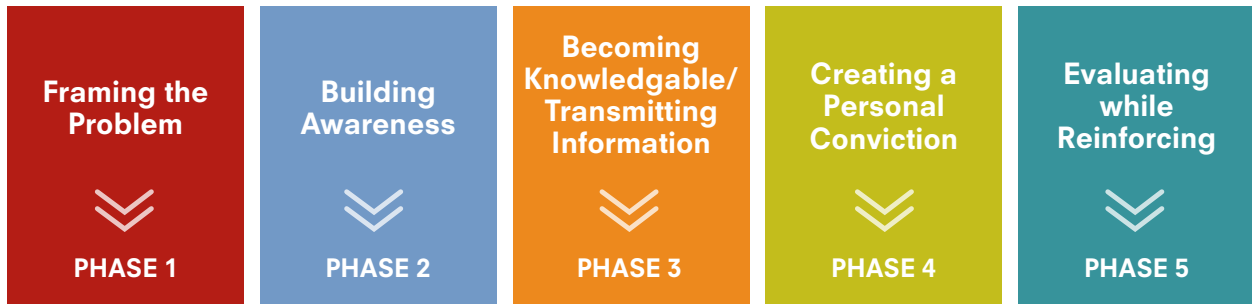 Framing the
Problem
PHASE 1
Building
Awareness
PHASE 2
Becoming
Knowledgable/
Transmitting
Information
PHASE 3
Creating a
Personal
Conviction
PHASE 4
Evaluating
while
Reinforcing
PHASE 5